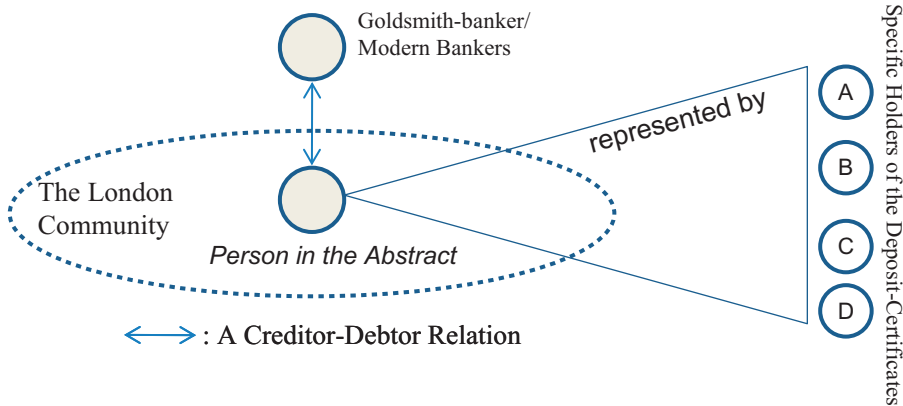 Goldsmith-banker/
Modern Bankers
represented by
The London
Community
Person in the Abstract
: A Creditor-Debtor Relation
A
B
C
D
Specific Holders of the Deposit-Certificates